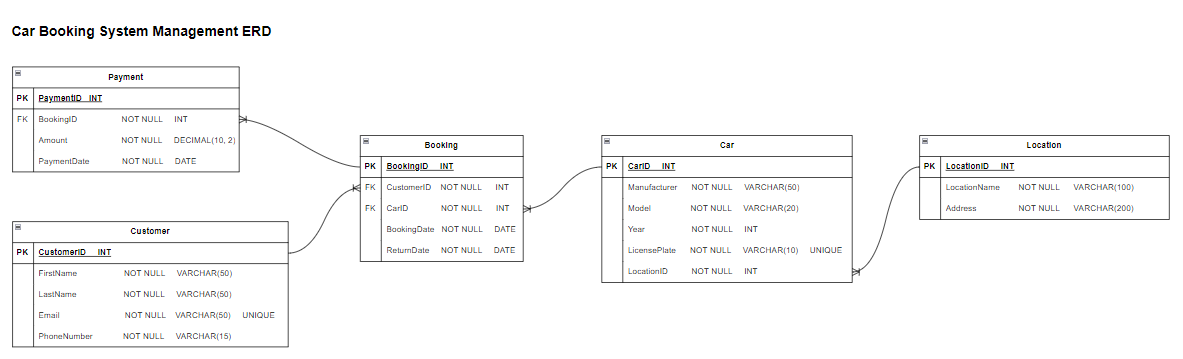 Car Booking System Management ERD
Payment
PK PaymentID INT
FK BookingID NOT NULL INT
Amount NOT NULL DECIMAL(10, 2)
PaymentDate NOT NULL DATE
Customer
PK CustomerID INT
FirstName NOT NULL VARCHAR(50)
LastName NOT NULL VARCHAR(50)
Email NOT NULL VARCHAR(50) UNIQUE
PhoneNumber NOT NULL VARCHAR(15)
Booking
PK BookingID INT
FK CustomerID NOT NULL INT
FK CarID NOT NULL INT
BookingDate NOT NULL DATE
ReturnDate NOT NULL DATE
Car
PK CarID INT
Manufacturer NOT NULL VARCHAR(50)
Model NOT NULL VARCHAR(20)
Year NOT NULL INT
LicensePlate NOT NULL VARCHAR(10) UNIQUE
LocationID NOT NULL INT
Location
PK LocationID INT
LocationName NOT NULL VARCHAR(100)
Address NOT NULL VARCHAR(200)